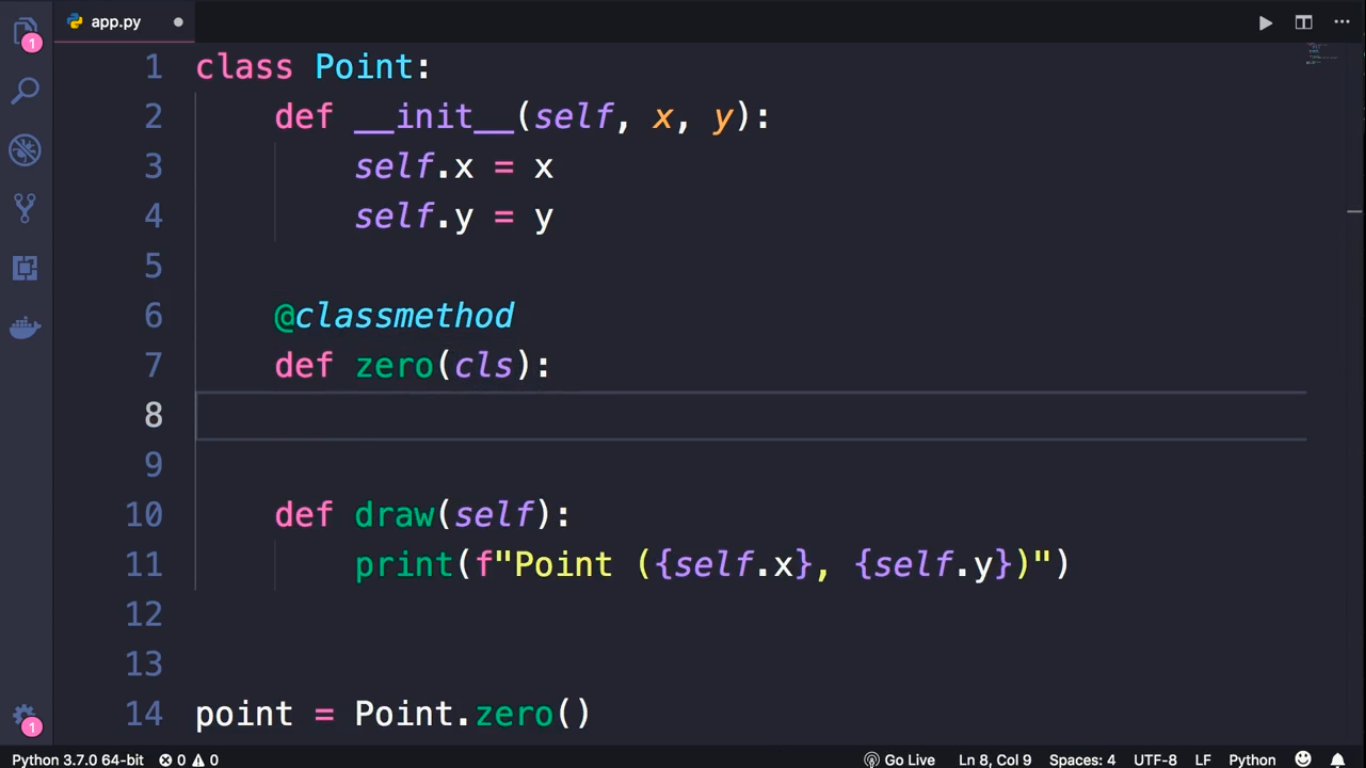 app.py
1 class Point:
2     def __init__(self, x, y):
3         self.x = x
4         self.y = y
5
6     @classmethod
7     def zero(cls):
8
9
10     def draw(self):
11         print(f"Point ({self.x}, {self.y})")
12
13
14 point = Point.zero()
1
1
Python 3.7.0 64-bit 0 0 Go Live Ln 8, Col 9 Spaces: 4 UTF-8 LF Python